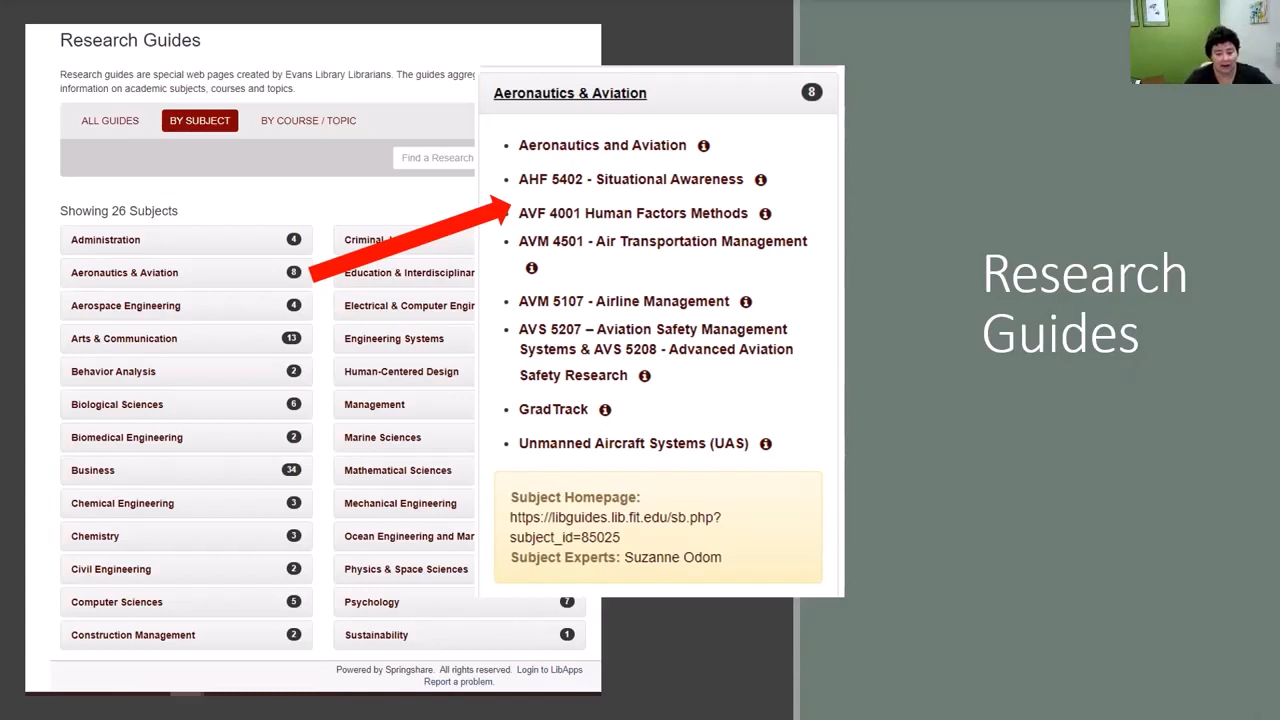 Research Guides
Research guides are special web pages created by Evans Library Librarians. The guides
information on academic subjects, courses and topics.
ALL GUIDES
BY SUBJECT
BY COURSE / TOPIC
Find a Research
Showing 26 Subjects
Administration 4
Aeronautics & Aviation 8
Aerospace Engineering 4
Arts & Communication 13
Behavior Analysis 2
Biological Sciences 6
Biomedical Engineering 2
Business 34
Chemical Engineering 3
Chemistry 3
Civil Engineering 2
Computer Sciences 5
Construction Management 2
Education & Interdisciplinar
Electrical & Computer Engir
Engineering Systems
Human-Centered Design
Management
Marine Sciences
Mathematical Sciences
Mechanical Engineering
Ocean Engineering and Mar
Physics & Space Sciences
Psychology 7
Sustainability 1
Powered by Springshare. All rights reserved. Login to LibApps
Report a problem.
Aeronautics & Aviation 8
Aeronautics and Aviation
AHF 5402 - Situational Awareness
AVF 4001 Human Factors Methods
AVM 4501 - Air Transportation Management
AVM 5107 - Airline Management
AVS 5207 – Aviation Safety Management
Systems & AVS 5208 - Advanced Aviation
Safety Research
GradTrack
Unmanned Aircraft Systems (UAS)
Subject Homepage:
https://libguides.lib.fit.edu/sb.php?
subject_id=85025
Subject Experts: Suzanne Odom
Research
Guides